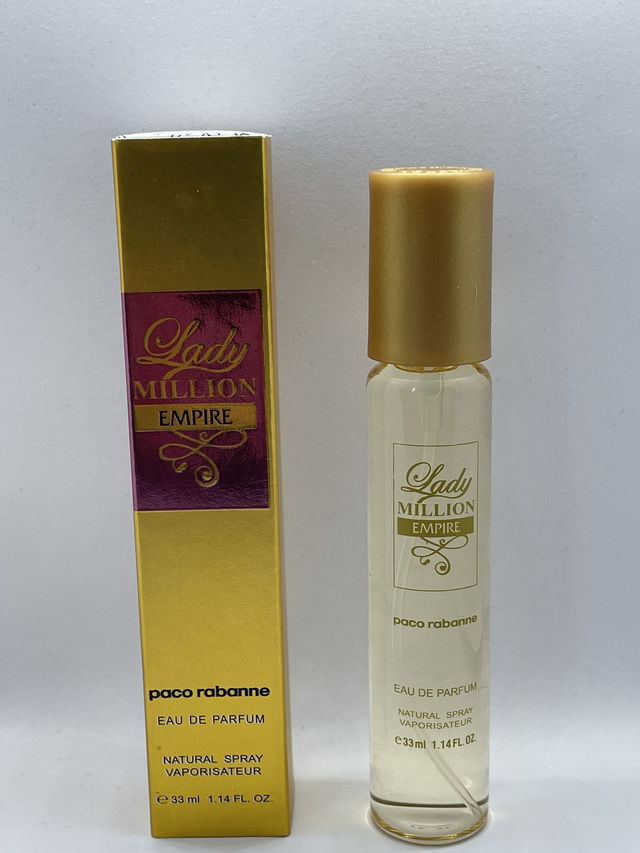 Lady
MILLION
EMPIRE
paco rabanne
EAU DE PARFUM
NATURAL SPRAY
VAPORISATEUR
℮ 33 ml 1.14 FL. OZ.
Lady
MILLION
EMPIRE
paco rabanne
EAU DE PARFUM
NATURAL SPRAY
VAPORISATEUR
℮33ml 1.14FL.OZ.